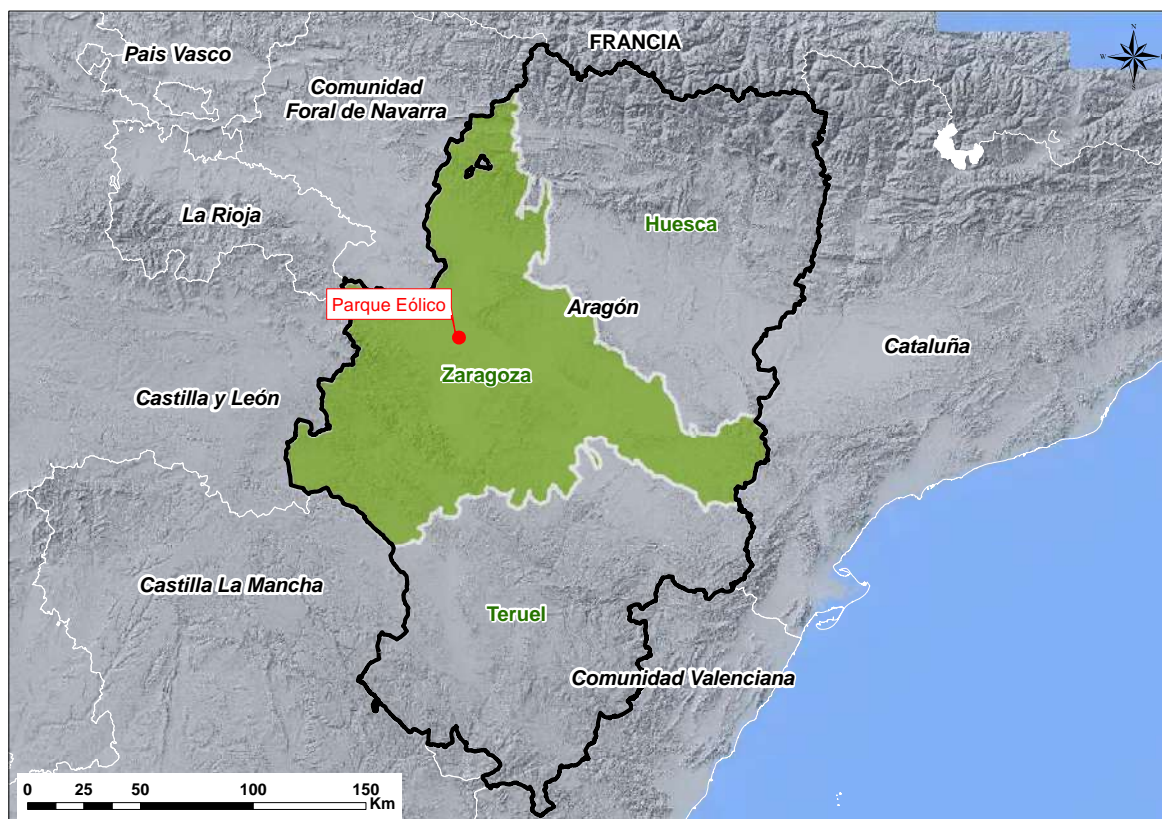 FRANCIA
N
W
Pais Vasco
Comunidad
Foral de Navarra
La Rioja
Huesca
Parque Eólico
Aragón
Cataluña
Zaragoza
Castilla y León
Castilla La Mancha
Teruel
Comunidad Valenciana
0 25 50 100 150
Km